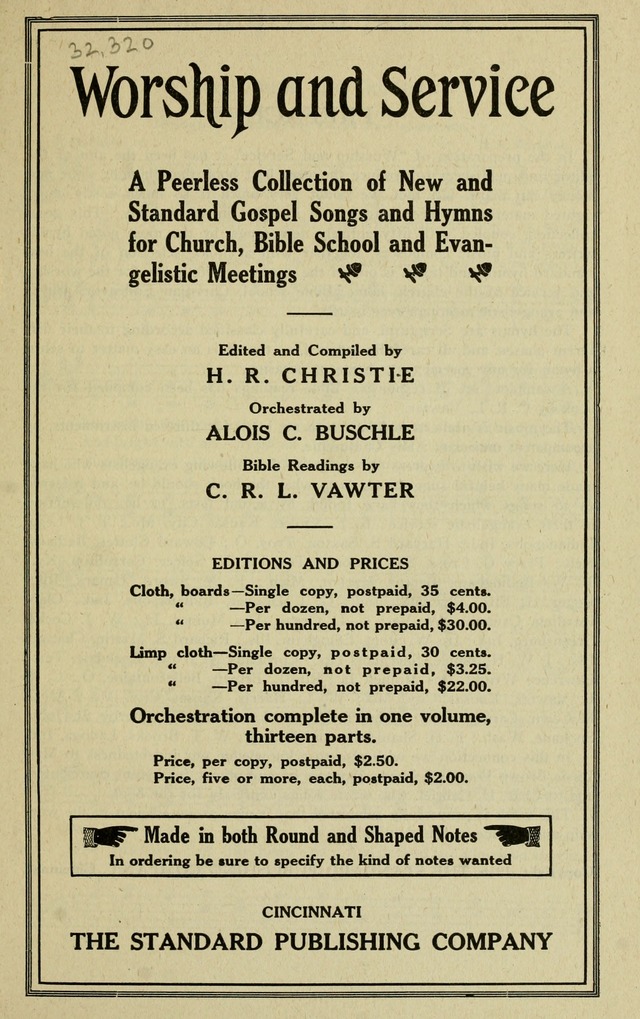 32,320
Worship and Service
A Peerless Collection of New and
Standard Gospel Songs and Hymns
for Church, Bible School and Evan-
gelistic Meetings
Edited and Compiled by
H. R. CHRISTIE
Orchestrated by
ALOIS C. BUSCHLE
Bible Readings by
C. R. L. VAWTER
EDITIONS AND PRICES
Cloth, boards—Single copy, postpaid, 35 cents.
“ —Per dozen, not prepaid, $4.00.
“ —Per hundred, not prepaid, $30.00.
Limp cloth—Single copy, postpaid, 30 cents.
“ —Per dozen, not prepaid, $3.25.
“ —Per hundred, not prepaid, $22.00.
Orchestration complete in one volume,
thirteen parts.
Price, per copy, postpaid, $2.50.
Price, five or more, each, postpaid, $2.00.
Made in both Round and Shaped Notes
In ordering be sure to specify the kind of notes wanted
CINCINNATI
THE STANDARD PUBLISHING COMPANY